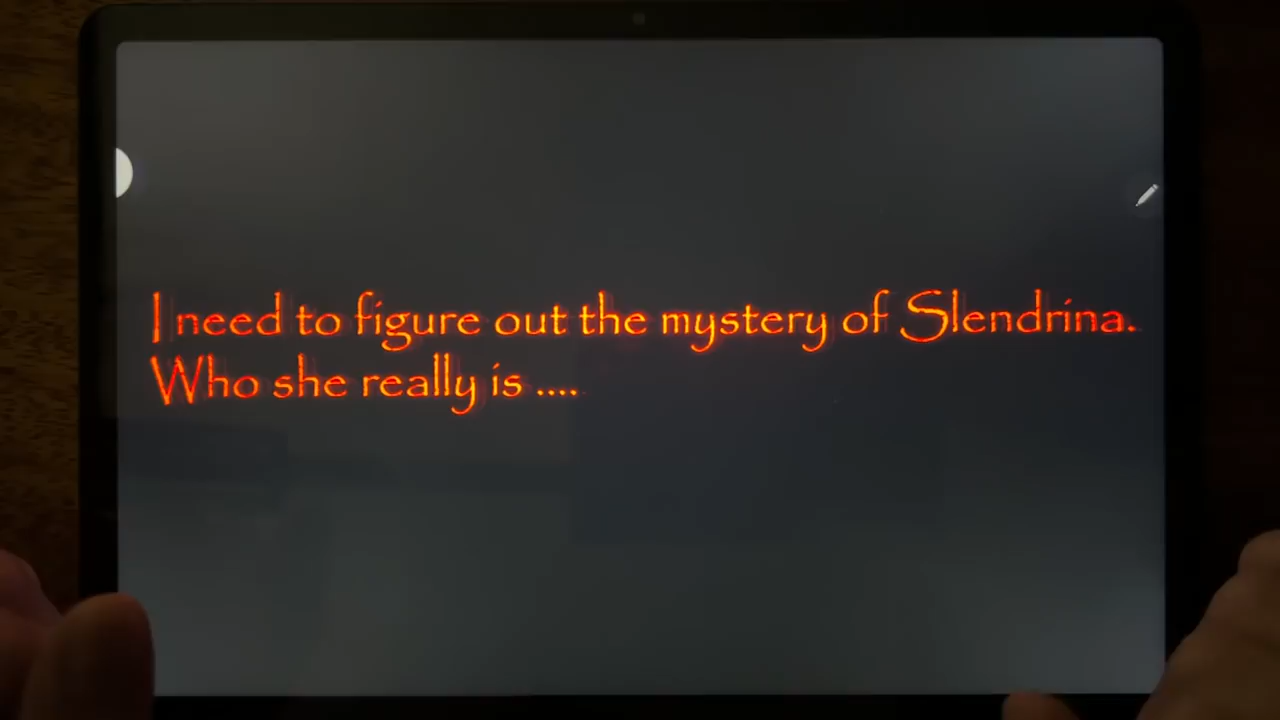 I need to figure out the mystery of Slendrina.
Who she really is ....